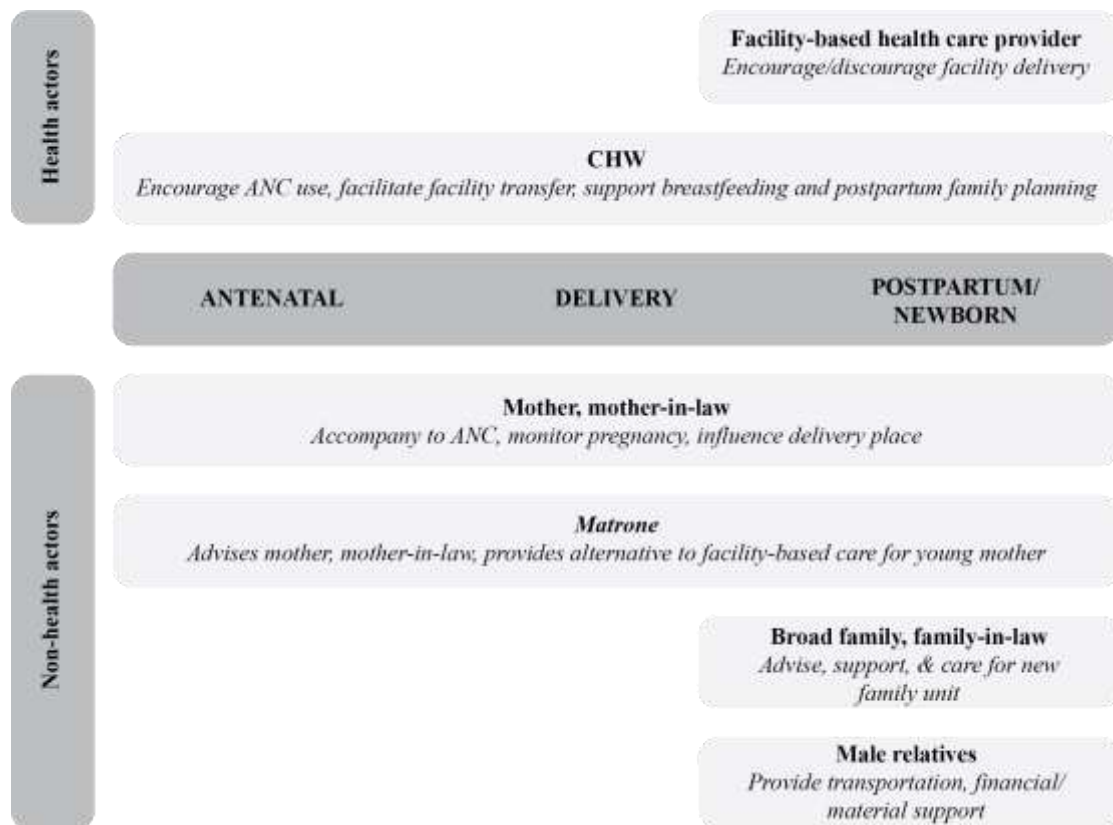 Health actors
Facility-based health care provider
Encourage/discourage facility delivery
CHW
Encourage ANC use, facilitate facility transfer, support breastfeeding and postpartum family planning
ANTENATAL
DELIVERY
POSTPARTUM/
NEWBORN
Non-health actors
Mother, mother-in-law
Accompany to ANC, monitor pregnancy, influence delivery place
Matrone
Advises mother, mother-in-law, provides alternative to facility-based care for young mother
Broad family, family-in-law
Advise, support, & care for new
family unit
Male relatives
Provide transportation, financial/
material support